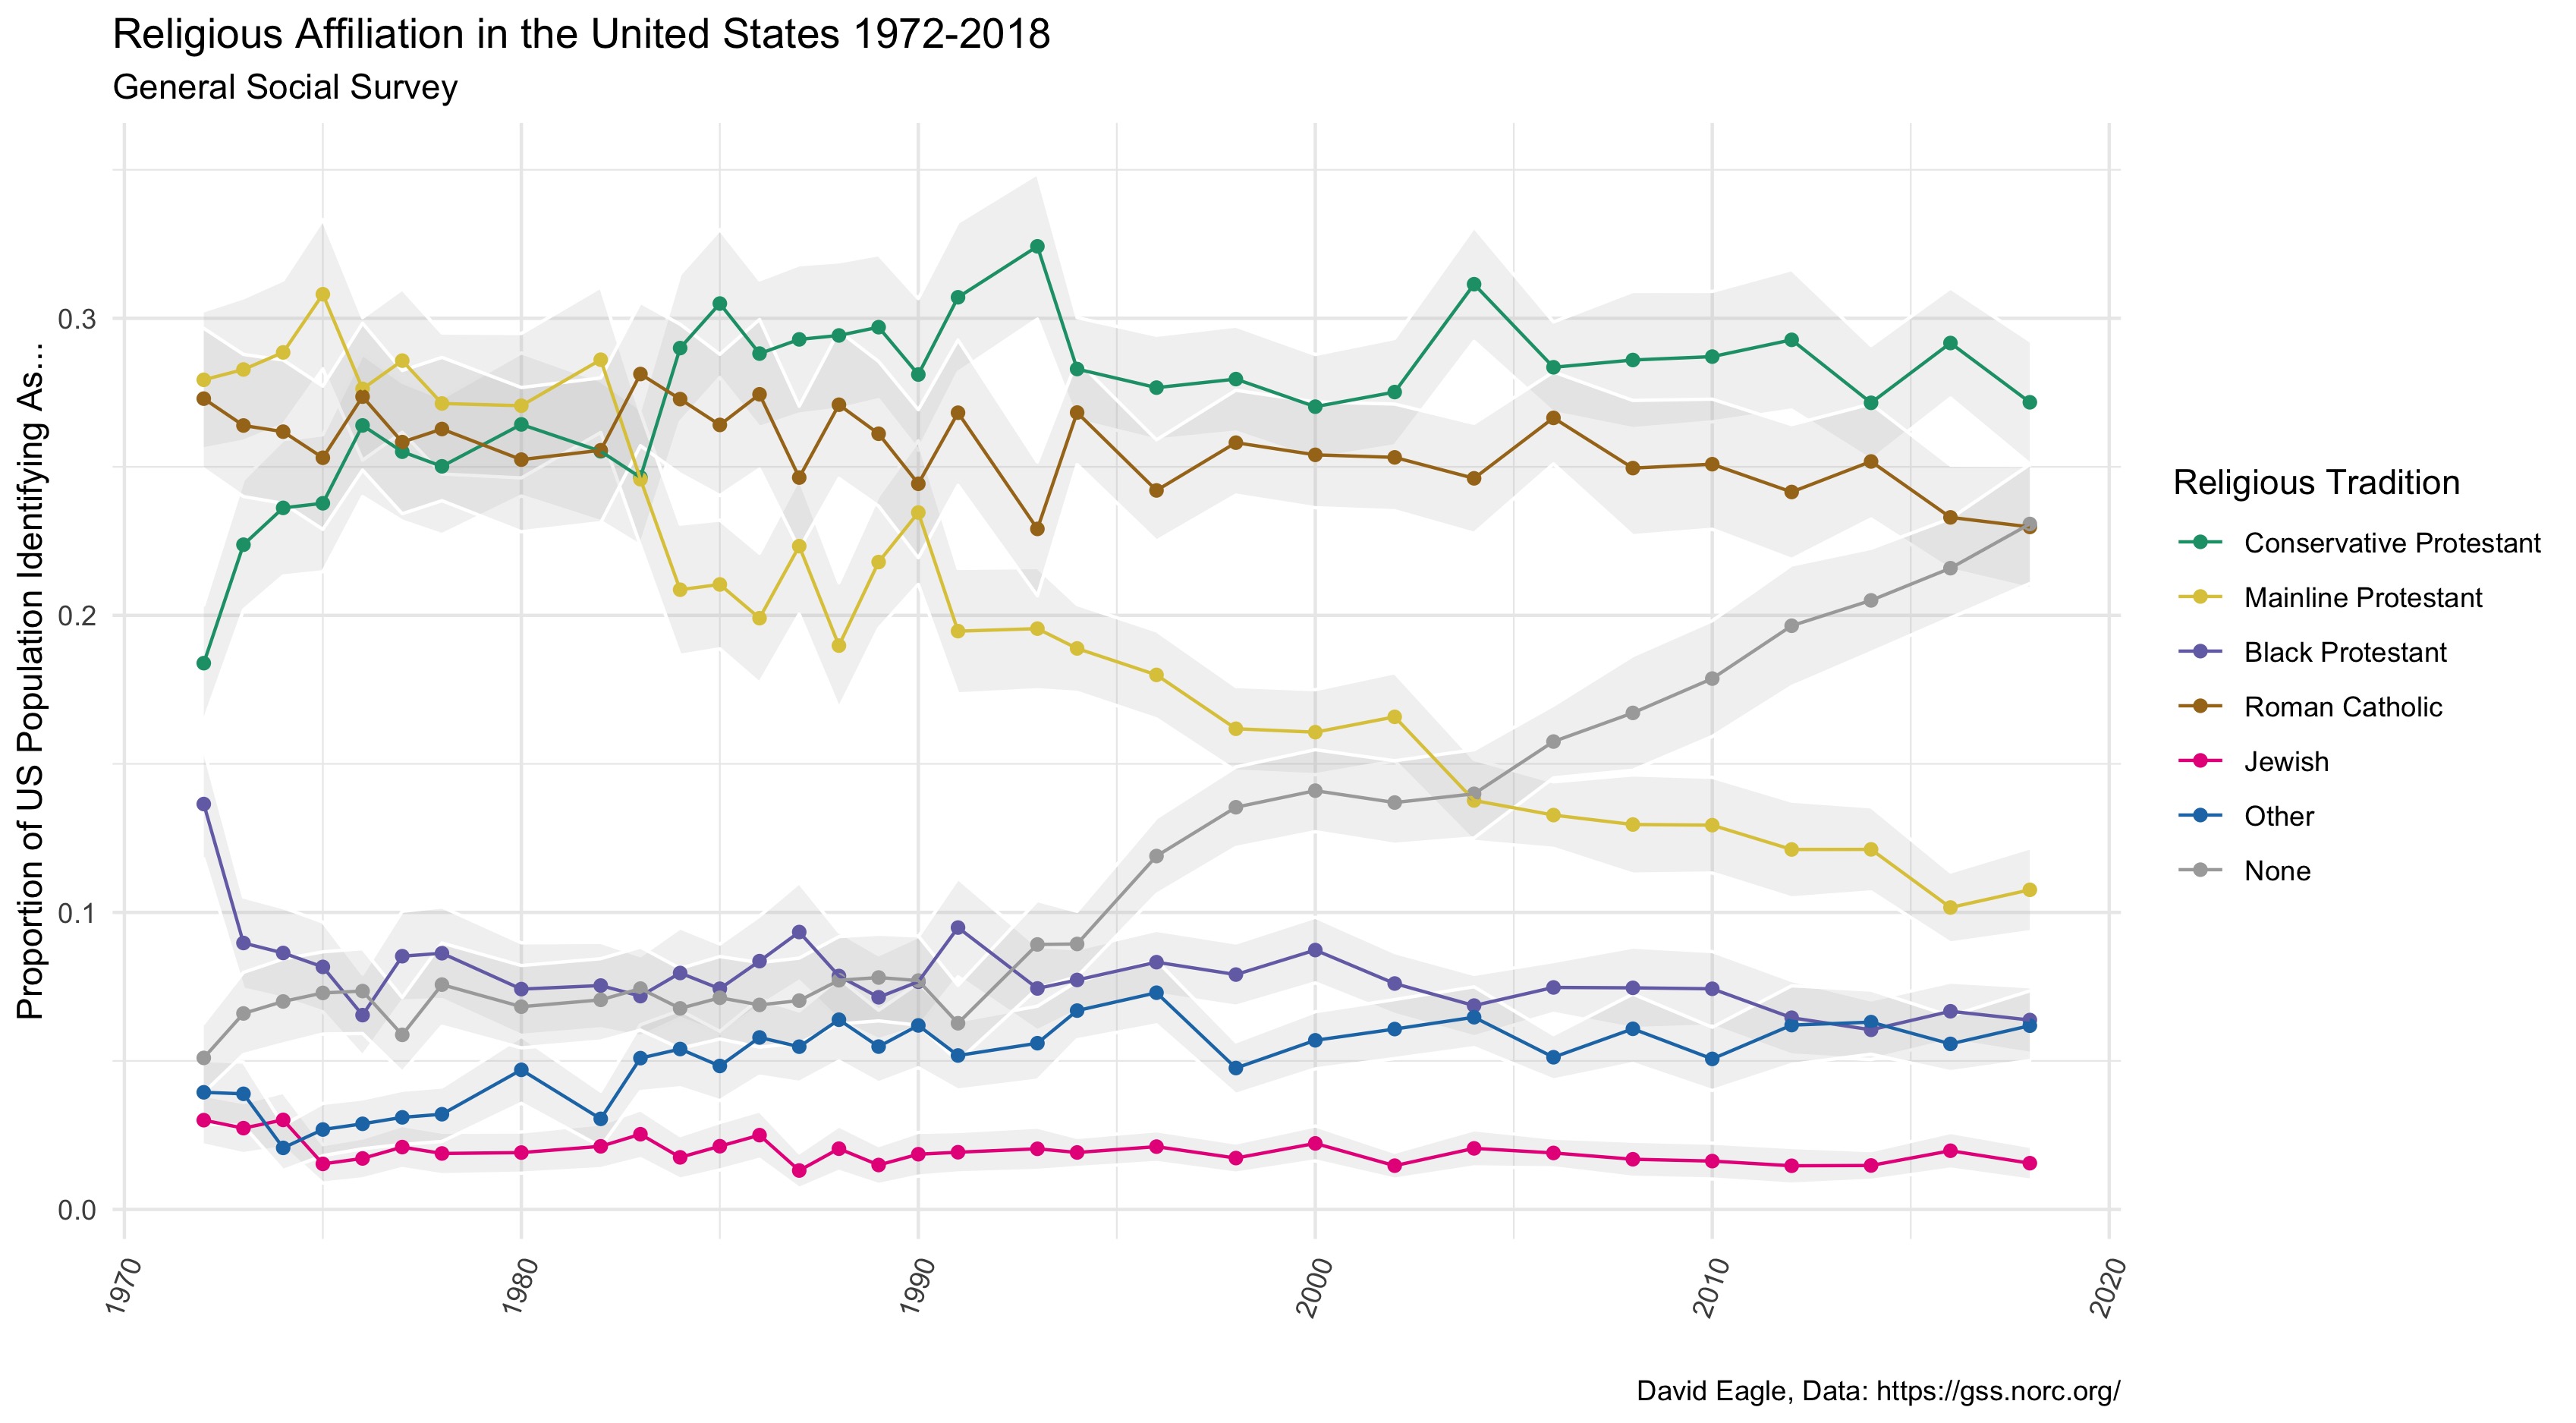 Religious Affiliation in the United States 1972-2018
General Social Survey
Proportion of US Population Identifying As...
0.3
0.2
0.1
0.0
1970
1980
1990
2000
2010
2020
Religious Tradition
Conservative Protestant
Mainline Protestant
Black Protestant
Roman Catholic
Jewish
Other
None
David Eagle, Data: https://gss.norc.org/